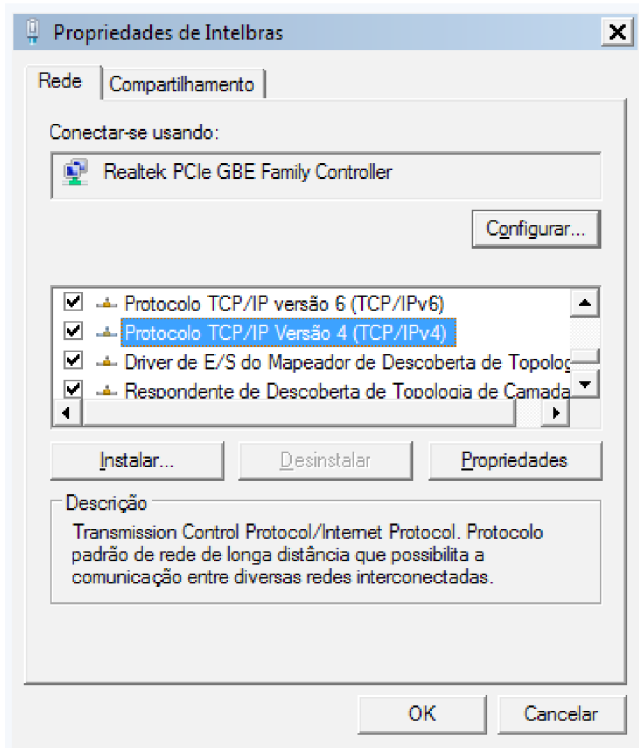 Propriedades de Intelbras
Rede
Compartilhamento
Conectar-se usando:
Realtek PCIe GBE Family Controller
Configurar...
Protocolo TCP/IP versão 6 (TCP/IPv6)
Protocolo TCP/IP Versão 4 (TCP/IPv4)
Driver de E/S do Mapeador de Descoberta de Topolog
Respondente de Descoberta de Topologia de Camada
Instalar...
Desinstalar
Propriedades
Descrição
Transmission Control Protocol/Internet Protocol. Protocolo
padrão de rede de longa distância que possibilita a
comunicação entre diversas redes interconectadas.
OK
Cancelar